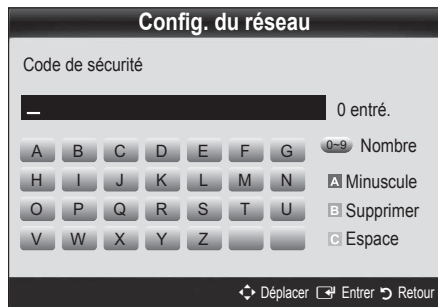 Config. du réseau
Code de sécurité
0 entré.
A B C D E F G 0~9 Nombre
H I J K L M N A Minuscule
O P Q R S T U B Supprimer
V W X Y Z C Espace
Déplacer Entrer Retour